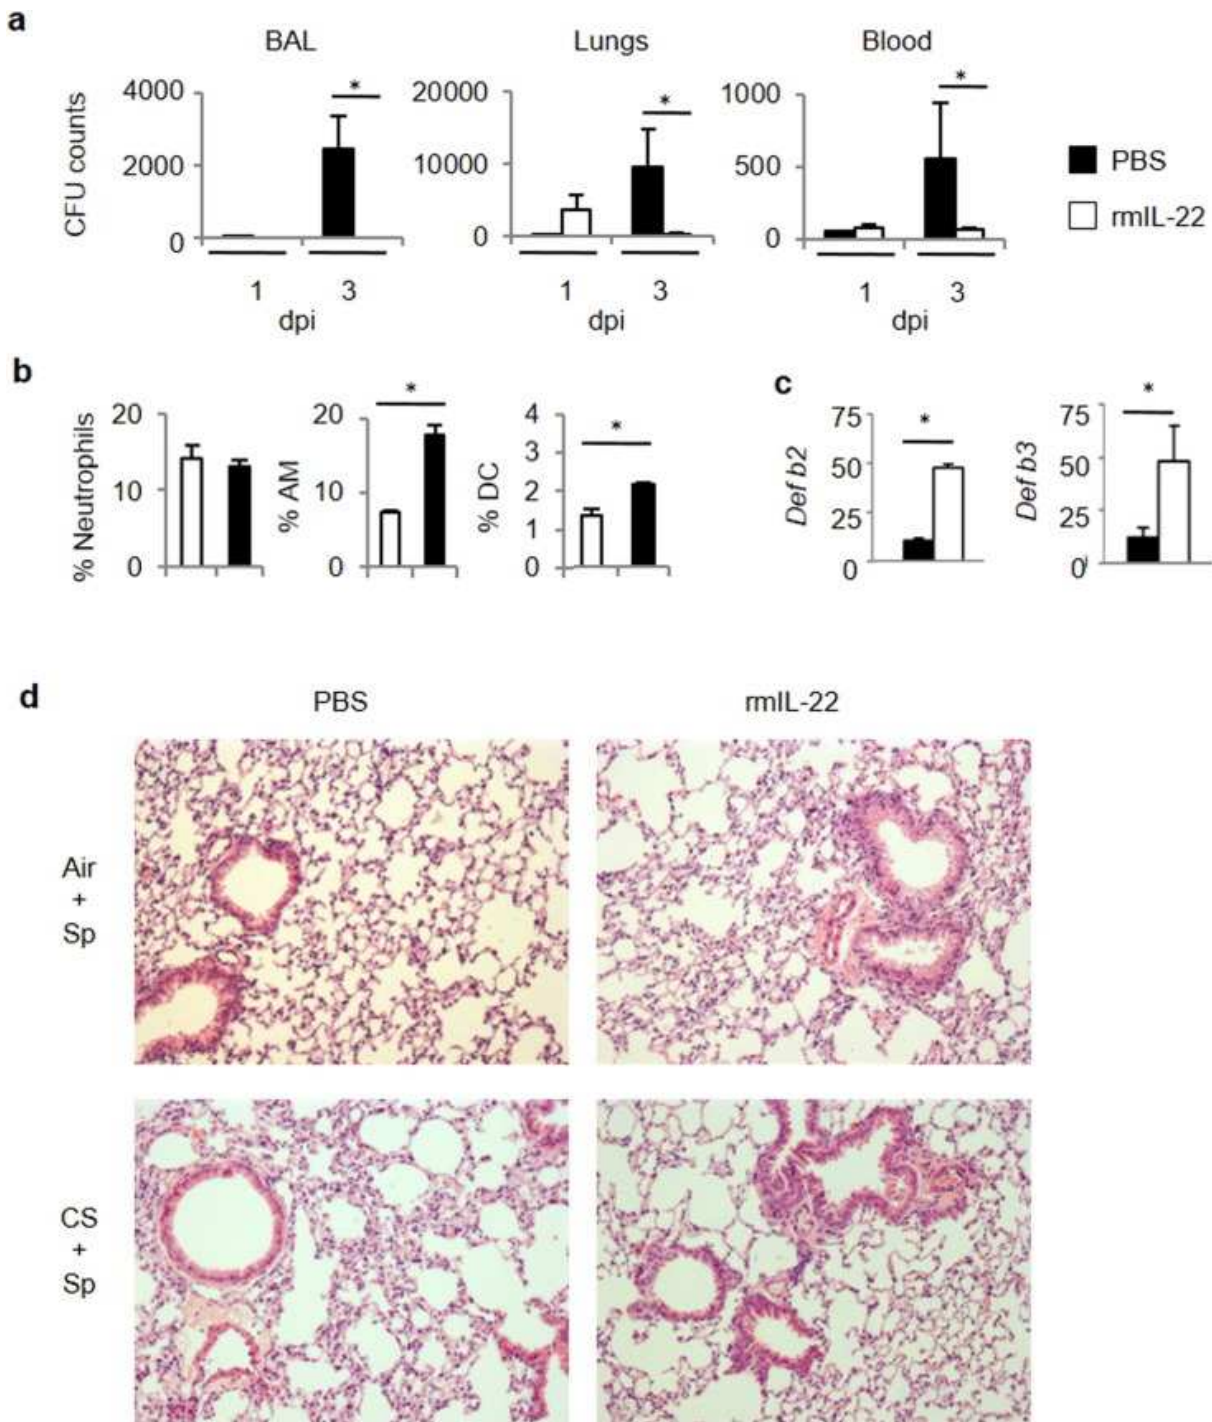 a
BAL
Lungs
Blood
CFU counts
4000
2000
0
*
1
3
dpi
20000
10000
0
*
1
3
dpi
1000
500
0
*
1
3
dpi
PBS
rmIL-22
b
% Neutrophils
20
10
0
% AM
20
10
0
*
% DC
4
3
2
1
0
*
c
Def b2
75
50
25
0
*
Def b3
75
50
25
0
*
d
PBS
rmIL-22
Air
+
Sp
CS
+
Sp